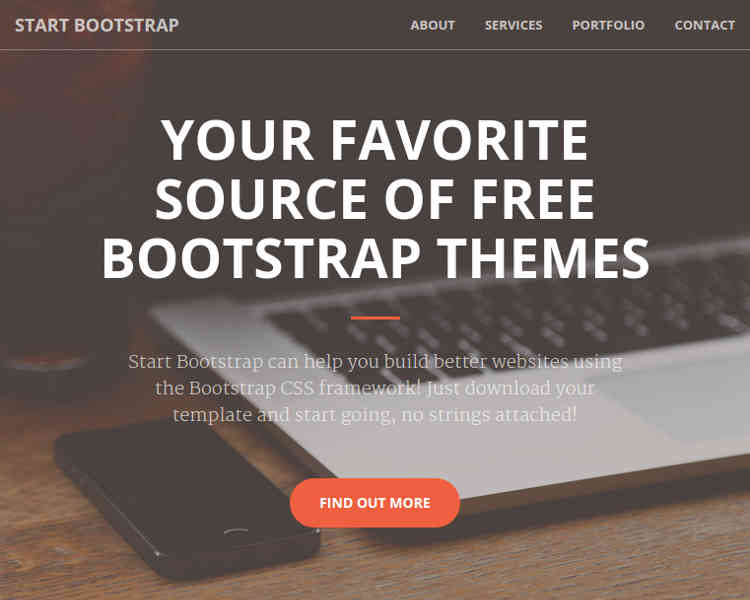 START BOOTSTRAP
ABOUT SERVICES PORTFOLIO CONTACT
YOUR FAVORITE
SOURCE OF FREE
BOOTSTRAP THEMES
Start Bootstrap can help you build better websites using
the Bootstrap CSS framework! Just download your
template and start going, no strings attached!
FIND OUT MORE